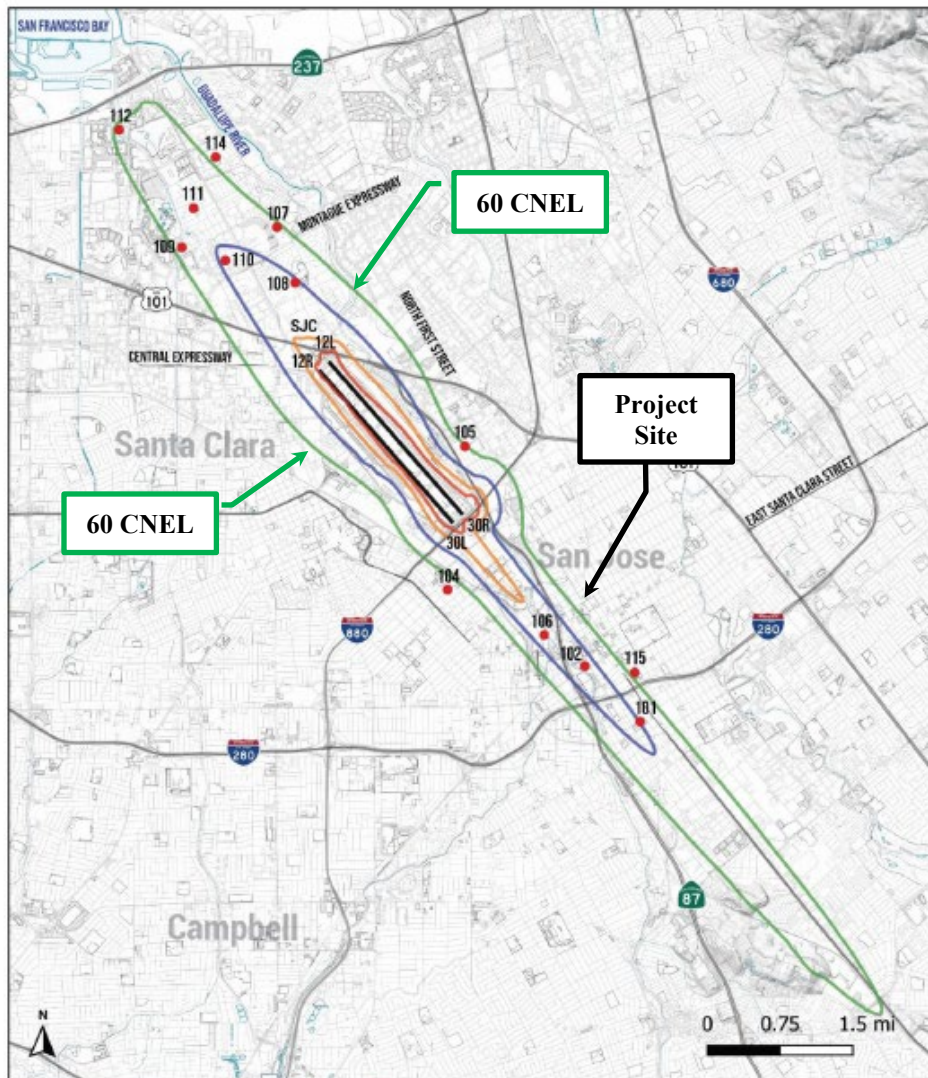 SAN FRANCISCO BAY
237
GUADALUPE RIVER
112
114
111
107
MONTAGUE EXPRESSWAY
60 CNEL
109
110
108
101
680
SJC
12L
12R
NORTH FIRST STREET
CENTRAL EXPRESSWAY
Project
Site
Santa Clara
105
101
EAST SANTA CLARA STREET
60 CNEL
30R
30L
San Jose
104
106
880
280
102
115
101
280
87
Campbell
N
0 0.75 1.5 mi